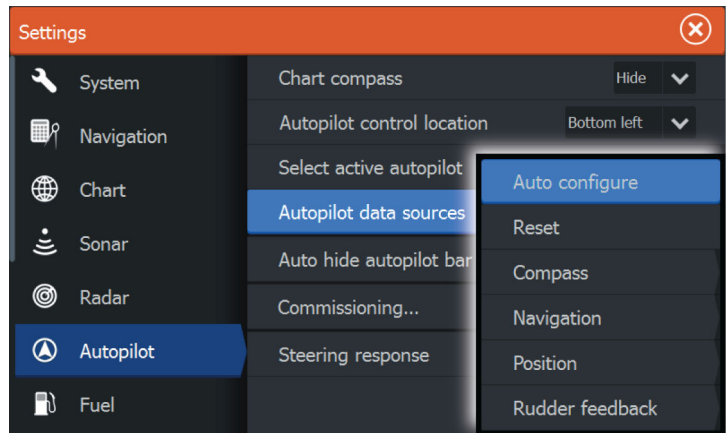 Settings
System
Navigation
Chart
Sonar
Radar
Autopilot
Fuel
Chart compass Hide
Autopilot control location Bottom left
Select active autopilot
Autopilot data sources
Auto hide autopilot bar
Commissioning...
Steering response
Auto configure
Reset
Compass
Navigation
Position
Rudder feedback